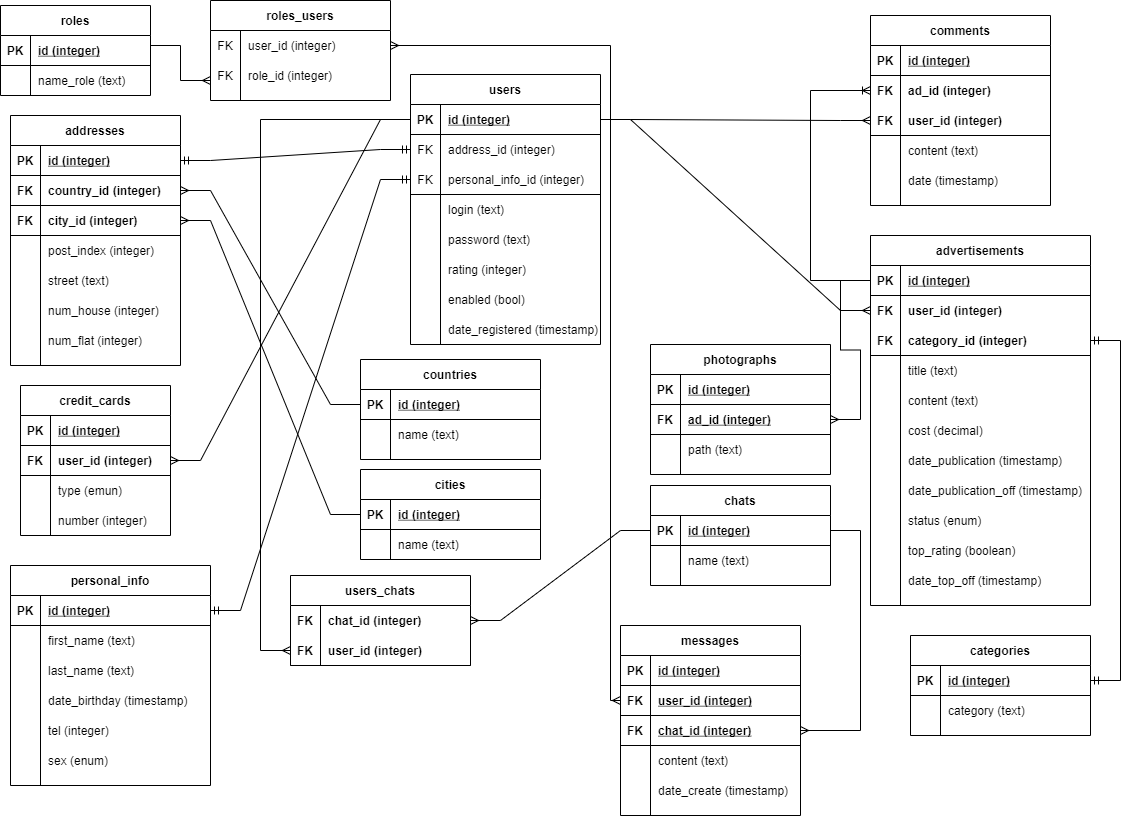 roles
PK id (integer)
name_role (text)
roles_users
FK user_id (integer)
FK role_id (integer)
users
PK id (integer)
FK address_id (integer)
FK personal_info_id (integer)
login (text)
password (text)
rating (integer)
enabled (bool)
date_registered (timestamp)
comments
PK id (integer)
FK ad_id (integer)
FK user_id (integer)
content (text)
date (timestamp)
addresses
PK id (integer)
FK country_id (integer)
FK city_id (integer)
post_index (integer)
street (text)
num_house (integer)
num_flat (integer)
advertisements
PK id (integer)
FK user_id (integer)
FK category_id (integer)
title (text)
content (text)
cost (decimal)
date_publication (timestamp)
date_publication_off (timestamp)
status (enum)
top_rating (boolean)
date_top_off (timestamp)
photographs
PK id (integer)
FK ad_id (integer)
path (text)
countries
PK id (integer)
name (text)
credit_cards
PK id (integer)
FK user_id (integer)
type (emun)
number (integer)
cities
PK id (integer)
name (text)
chats
PK id (integer)
name (text)
personal_info
PK id (integer)
first_name (text)
last_name (text)
date_birthday (timestamp)
tel (integer)
sex (enum)
users_chats
FK chat_id (integer)
FK user_id (integer)
messages
PK id (integer)
FK user_id (integer)
FK chat_id (integer)
content (text)
date_create (timestamp)
categories
PK id (integer)
category (text)